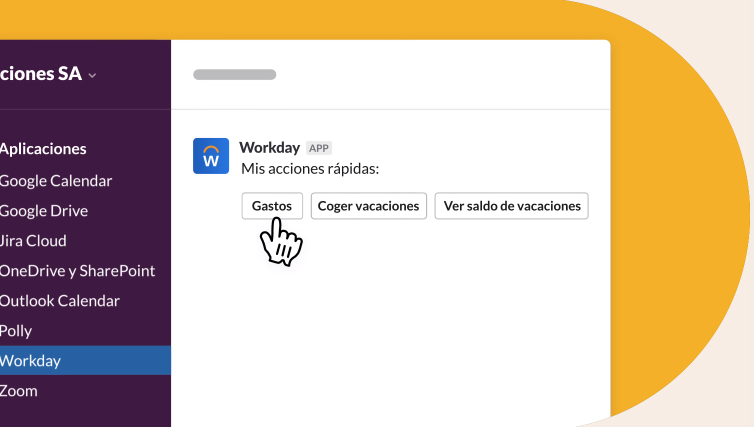 ciones SA
Aplicaciones
Google Calendar
Google Drive
Jira Cloud
OneDrive y SharePoint
Outlook Calendar
Polly
Workday
Zoom
Workday APP
Mis acciones rápidas:
Gastos Coger vacaciones Ver saldo de vacaciones